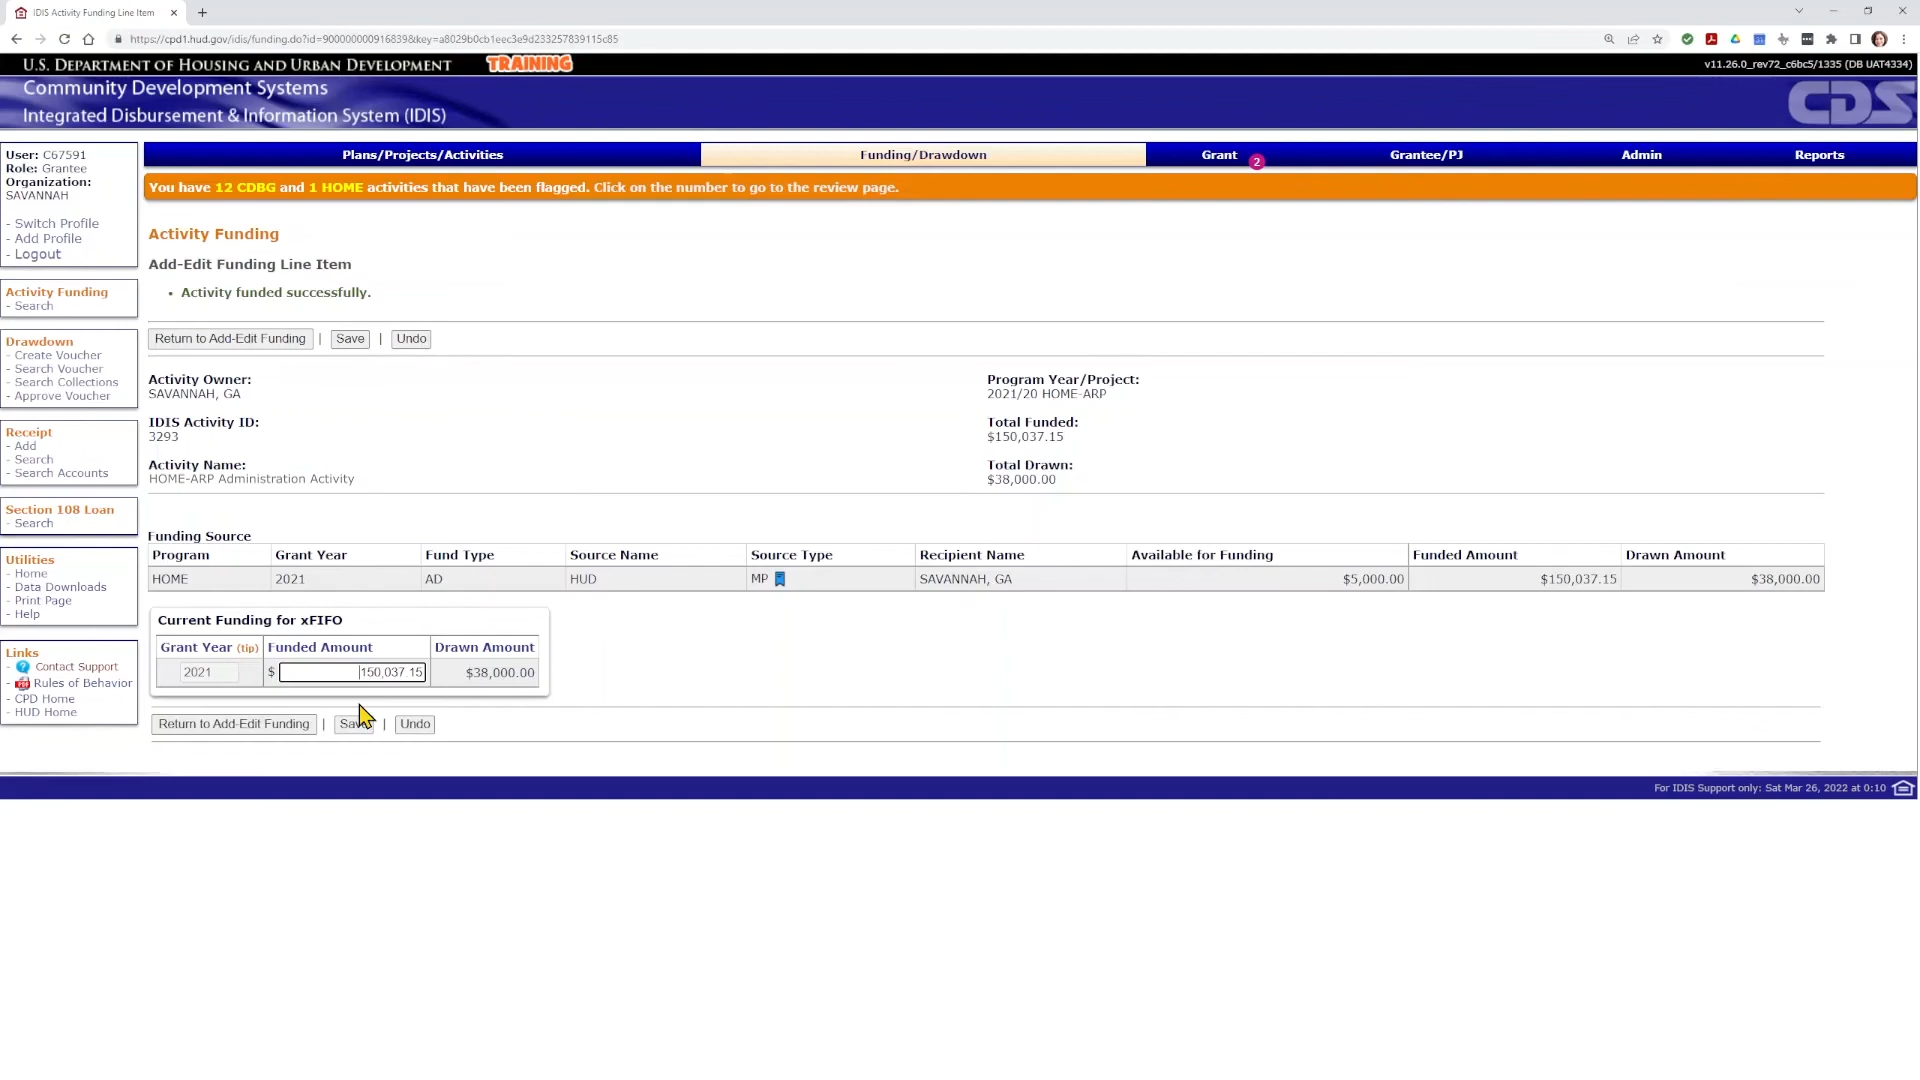 IDIS Activity Funding Line Item
https://cpd1.hud.gov/idis/funding.do?id=900000000916839&key=a8029b0cb1eec3e9d233257839115c85
U.S. DEPARTMENT OF HOUSING AND URBAN DEVELOPMENT TRAINING
v11.26.0_rev72_c6bc5/1335 (DB UAT4334)
Community Development Systems
Integrated Disbursement & Information System (IDIS)
CDS
User: C67591
Role: Grantee
Organization:
SAVANNAH
- Switch Profile
- Add Profile
- Logout
Activity Funding
- Search
Drawdown
- Create Voucher
- Search Voucher
- Search Collections
- Approve Voucher
Receipt
- Add
- Search
- Search Accounts
Section 108 Loan
- Search
Utilities
- Home
- Data Downloads
- Print Page
- Help
Links
- ? Contact Support
- Rules of Behavior
- CPD Home
- HUD Home
Plans/Projects/Activities Funding/Drawdown Grant 2 Grantee/PJ Admin Reports
You have 12 CDBG and 1 HOME activities that have been flagged. Click on the number to go to the review page.
Activity Funding
Add-Edit Funding Line Item
• Activity funded successfully.
Return to Add-Edit Funding | Save | Undo
Activity Owner:
SAVANNAH, GA
Program Year/Project:
2021/20 HOME-ARP
IDIS Activity ID:
3293
Total Funded:
$150,037.15
Activity Name:
HOME-ARP Administration Activity
Total Drawn:
$38,000.00
Funding Source
Program Grant Year Fund Type Source Name Source Type Recipient Name Available for Funding Funded Amount Drawn Amount
HOME 2021 AD HUD MP SAVANNAH, GA $5,000.00 $150,037.15 $38,000.00
Current Funding for xFIFO
Grant Year (tip) Funded Amount Drawn Amount
2021 $ 150,037.15 $38,000.00
Return to Add-Edit Funding | Save | Undo
For IDIS Support only: Sat Mar 26, 2022 at 0:10